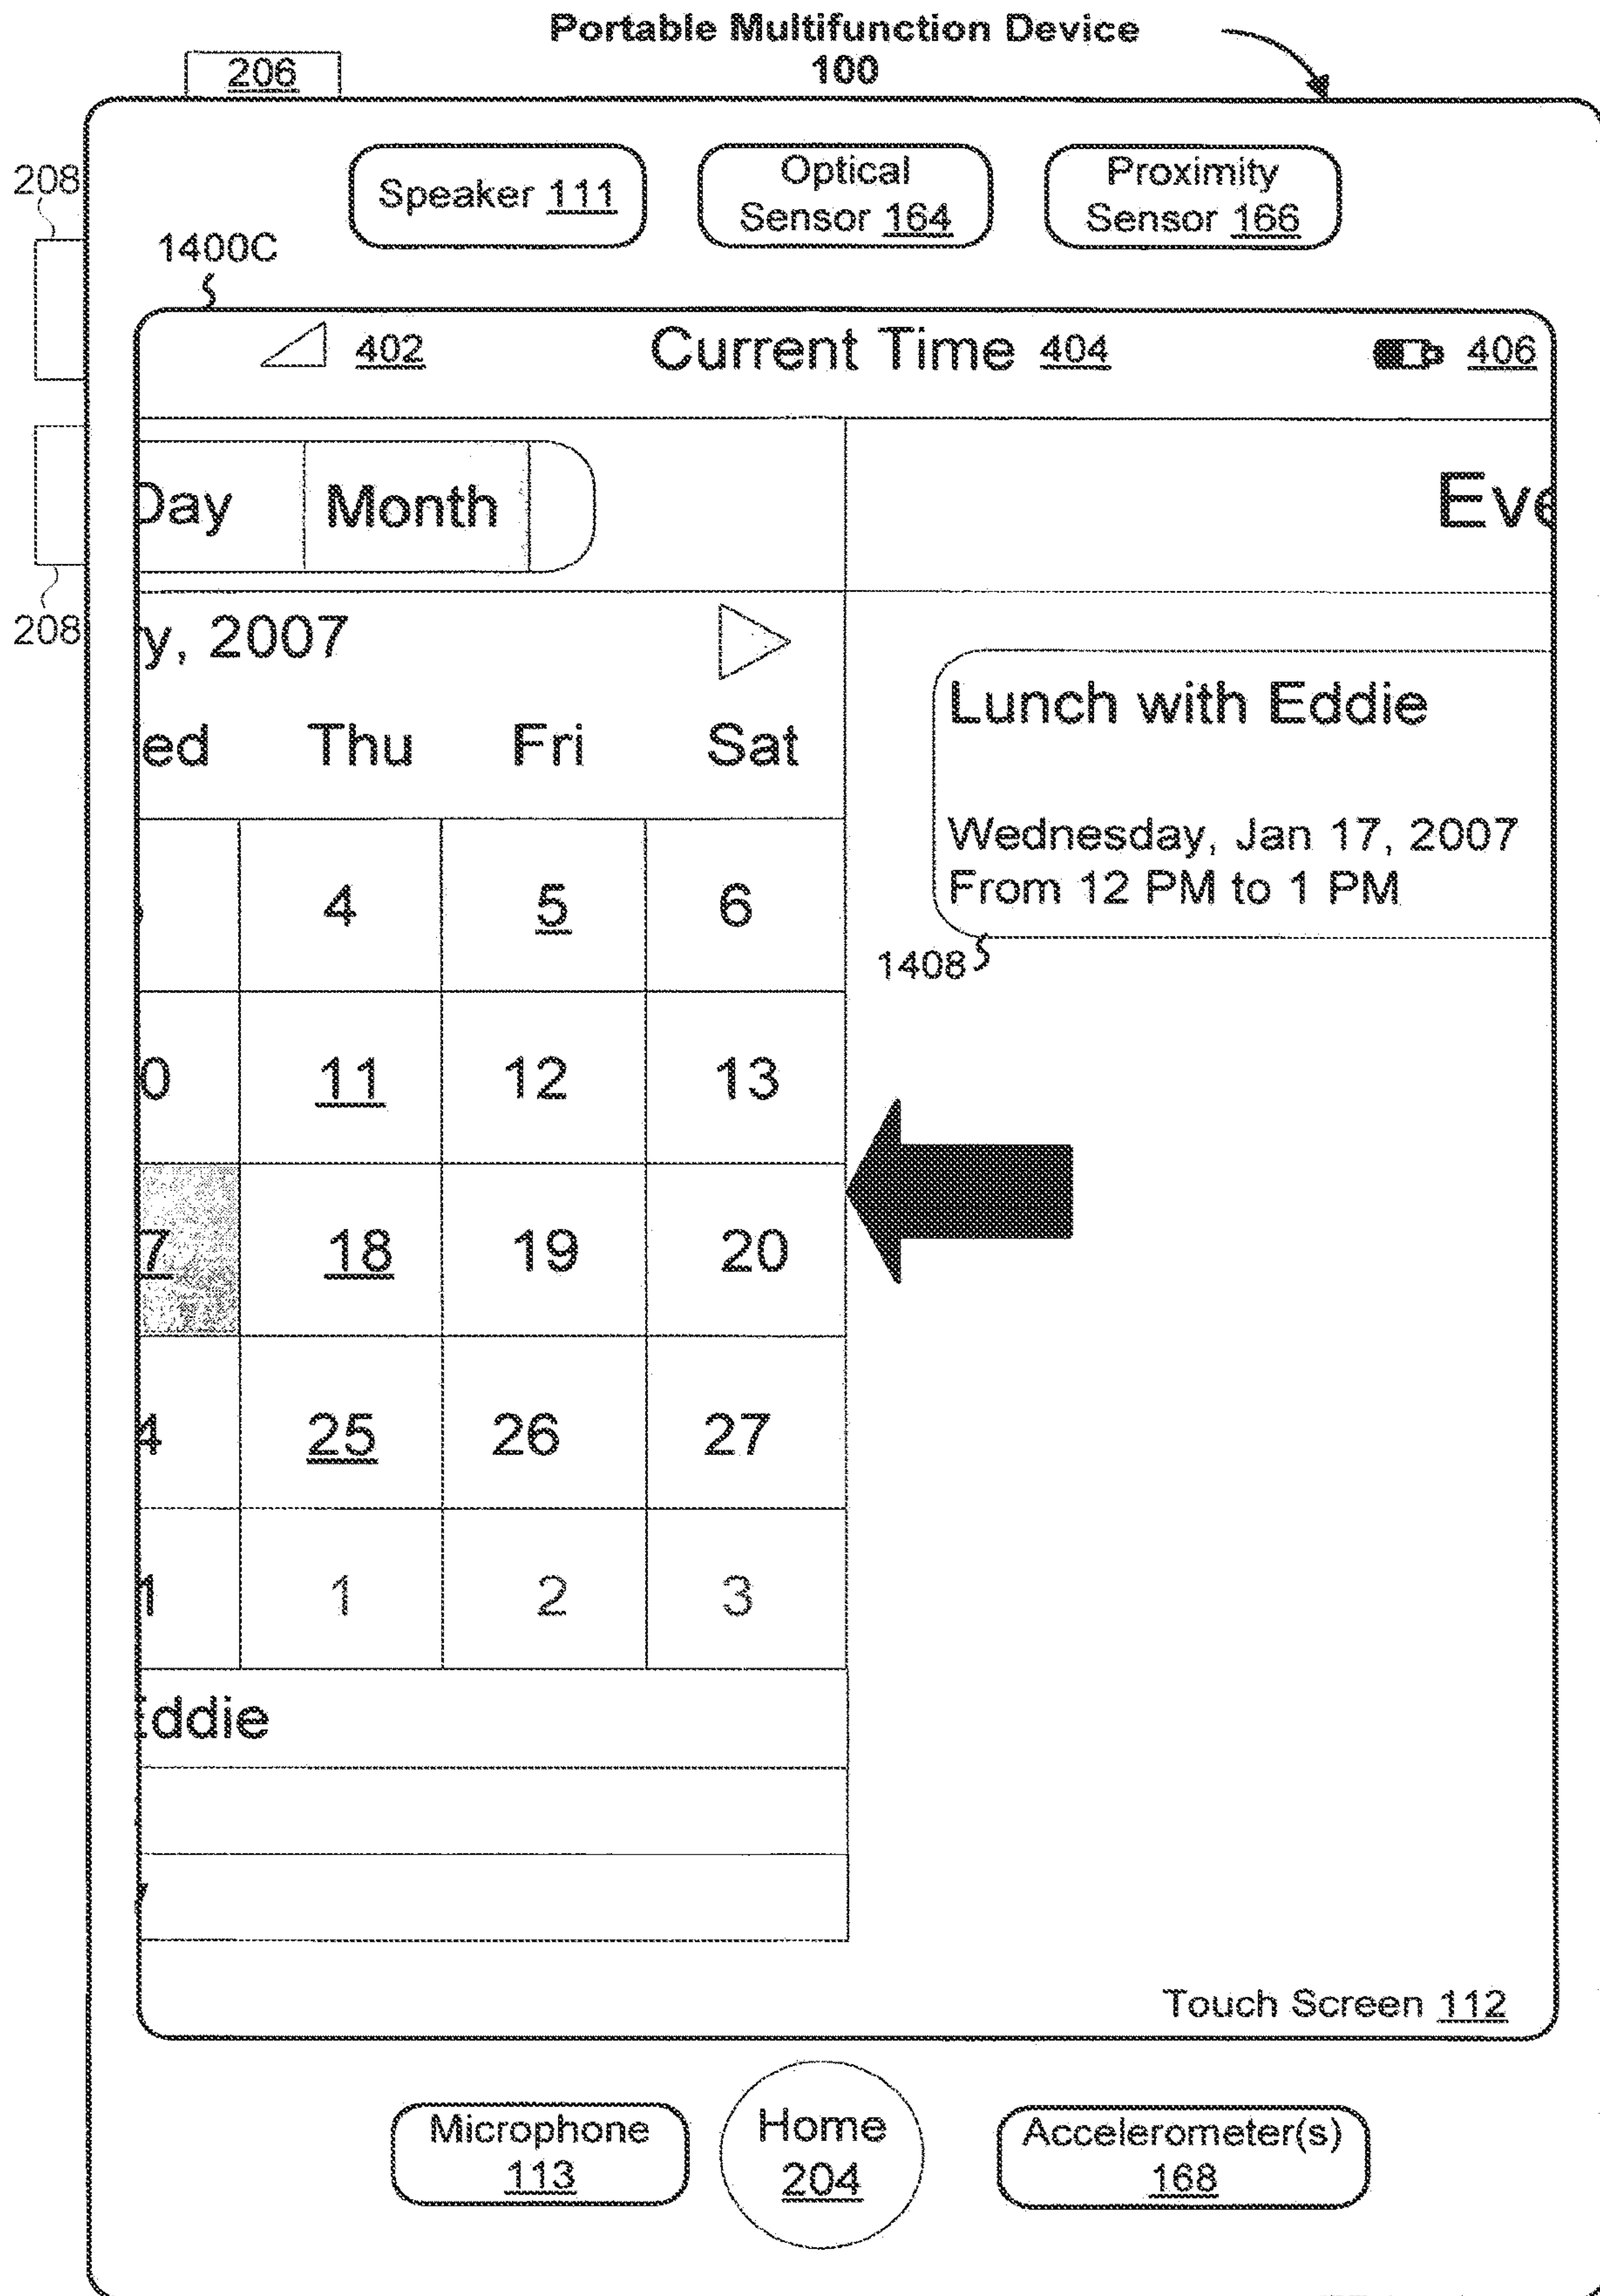 Portable Multifunction Device
100
206
208
Speaker 111
Optical
Sensor 164
Proximity
Sensor 166
1400C
402
Current Time 404
406
Day
Month
Eve
208
y, 2007
Lunch with Eddie
ed Thu Fri Sat
Wednesday, Jan 17, 2007
From 12 PM to 1 PM
4 5 6
1408
0 11 12 13
7 18 19 20
4 25 26 27
1 1 2 3
Eddie
Touch Screen 112
Microphone
113
Home
204
Accelerometer(s)
168